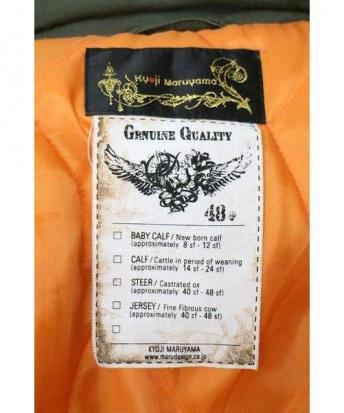 Kyoji Maruyama
GENUINE QUALITY
48
BABY CALF / New born calf
(approximately 8 sf - 12 sf)
CALF / Cattle in period of weaning
(approximately 14 sf - 24 sf)
STEER / Castrated ox
(approximately 40 sf - 48 sf)
JERSEY / Fine Fibrous cow
(approximately 40 sf - 48 sf)
KYOJI MARUYAMA
www.marudesign.co.jp